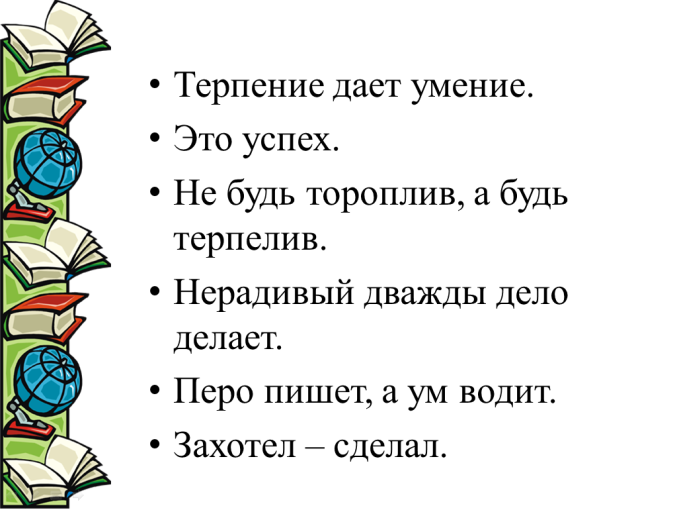 • Терпение дает умение.
• Это успех.
• Не будь тороплив, а будь
терпелив.
• Нерадивый дважды дело
делает.
• Перо пишет, а ум водит.
• Захотел – сделал.